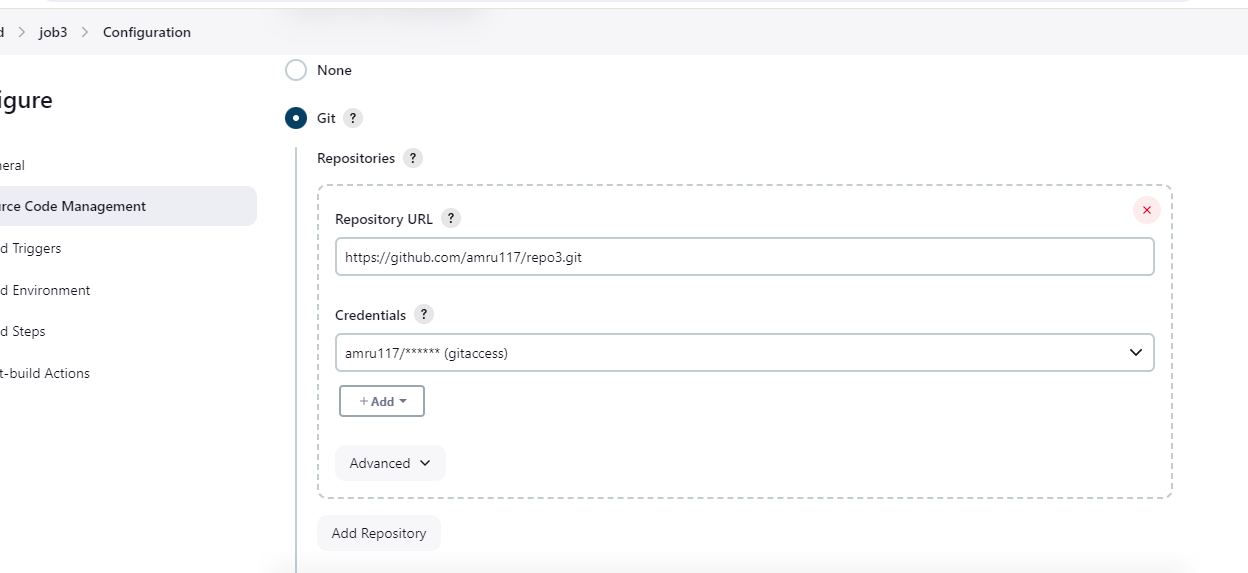 d > job3 > Configuration
None
igure
Git ?
Repositories ?
eral
rce Code Management
Repository URL ?
d Triggers
https://github.com/amru117/repo3.git
d Environment
Credentials ?
d Steps
amru117/****** (gitaccess)
t-build Actions
+ Add
Advanced
Add Repository